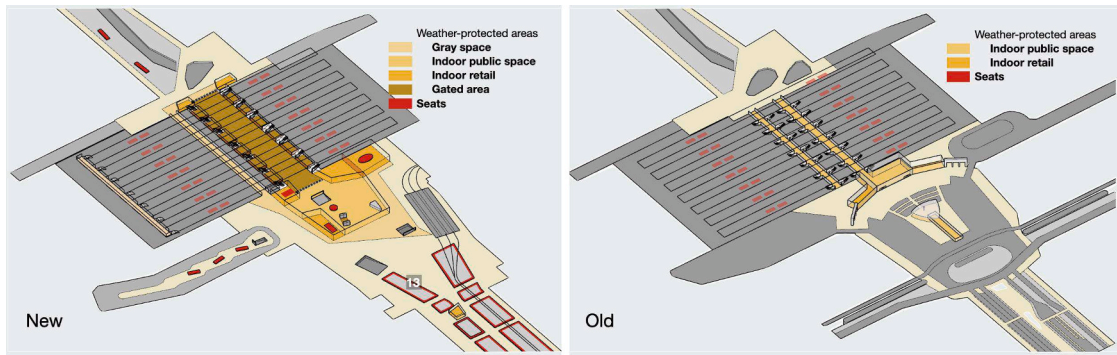 Weather-protected areas
Gray space
Indoor public space
Indoor retail
Gated area
Seats
13
New
Weather-protected areas
Indoor public space
Indoor retail
Seats
Old